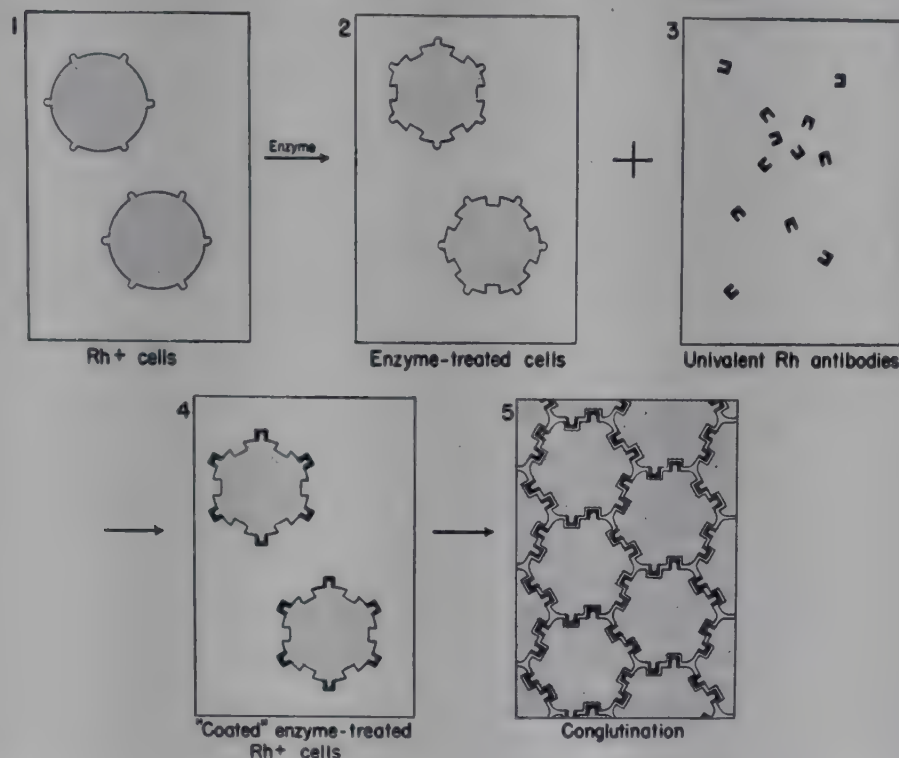 1
2
3
Enzyme
+
Rh+ cells
Enzyme-treated cells
Univalent Rh antibodies
4
5
"Coated" enzyme-treated
Rh+ cells
Conglutination